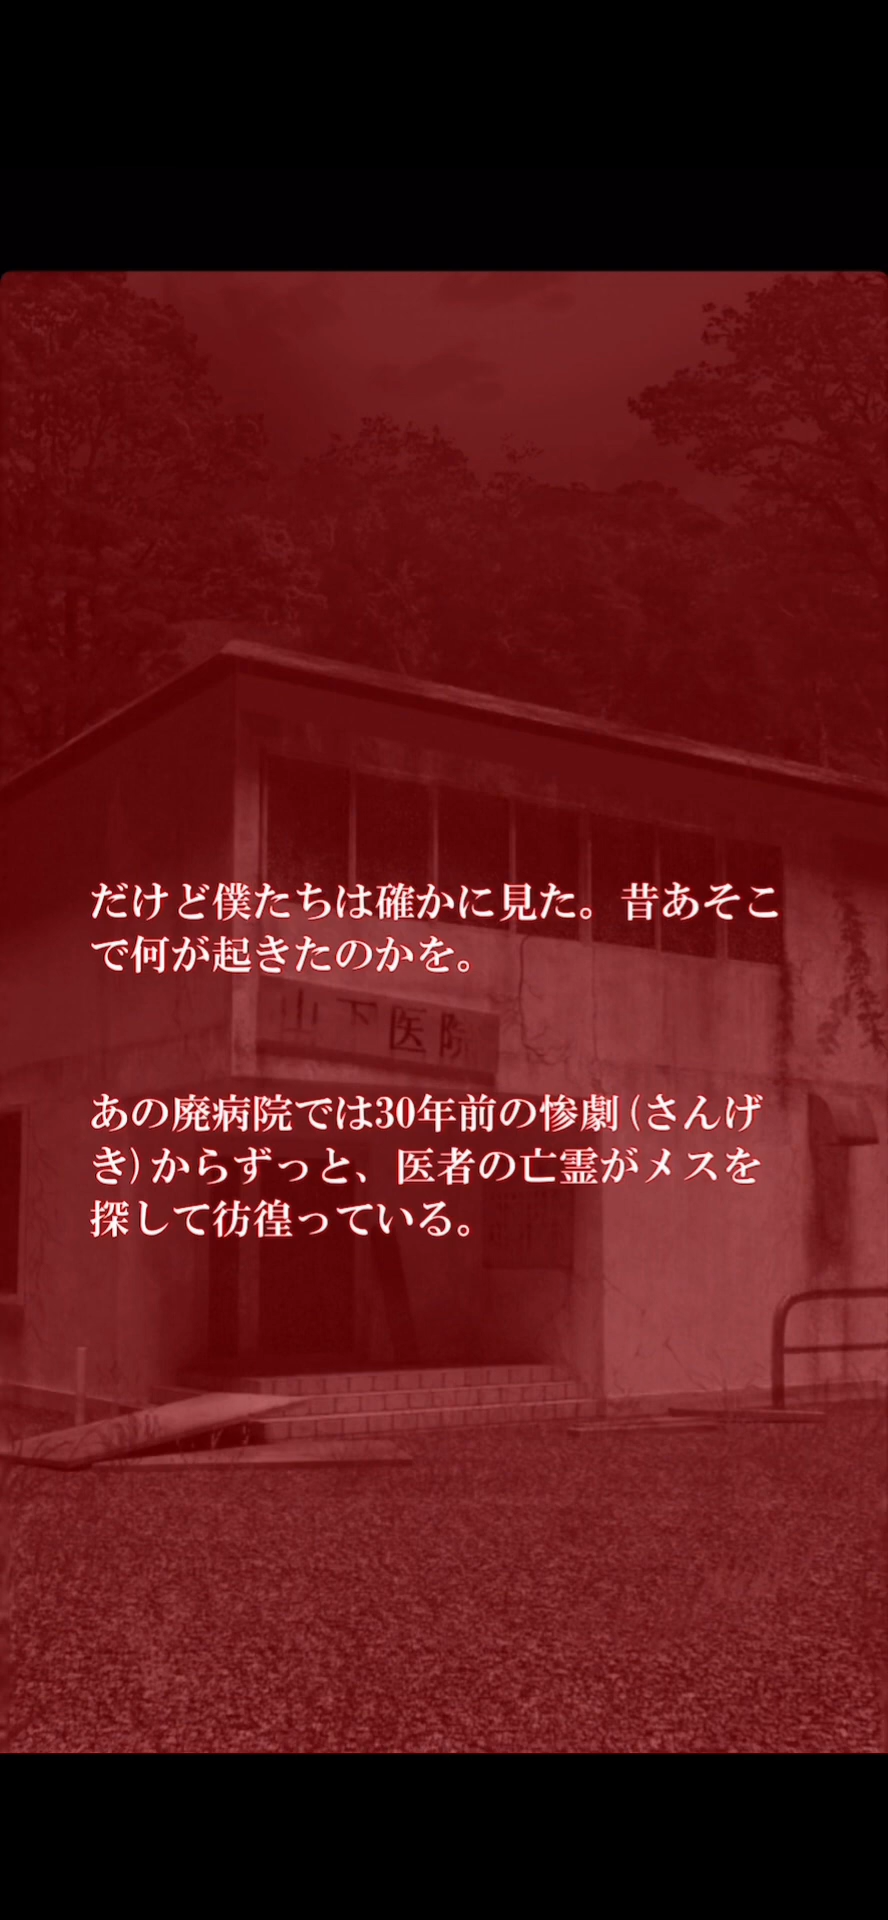 だけど僕たちは確かに見た。昔あそこ
で何が起きたのかを。
山下医院
あの廃病院では30年前の惨劇(さんげ
き)からずっと、医者の亡霊がメスを
探して彷徨っている。